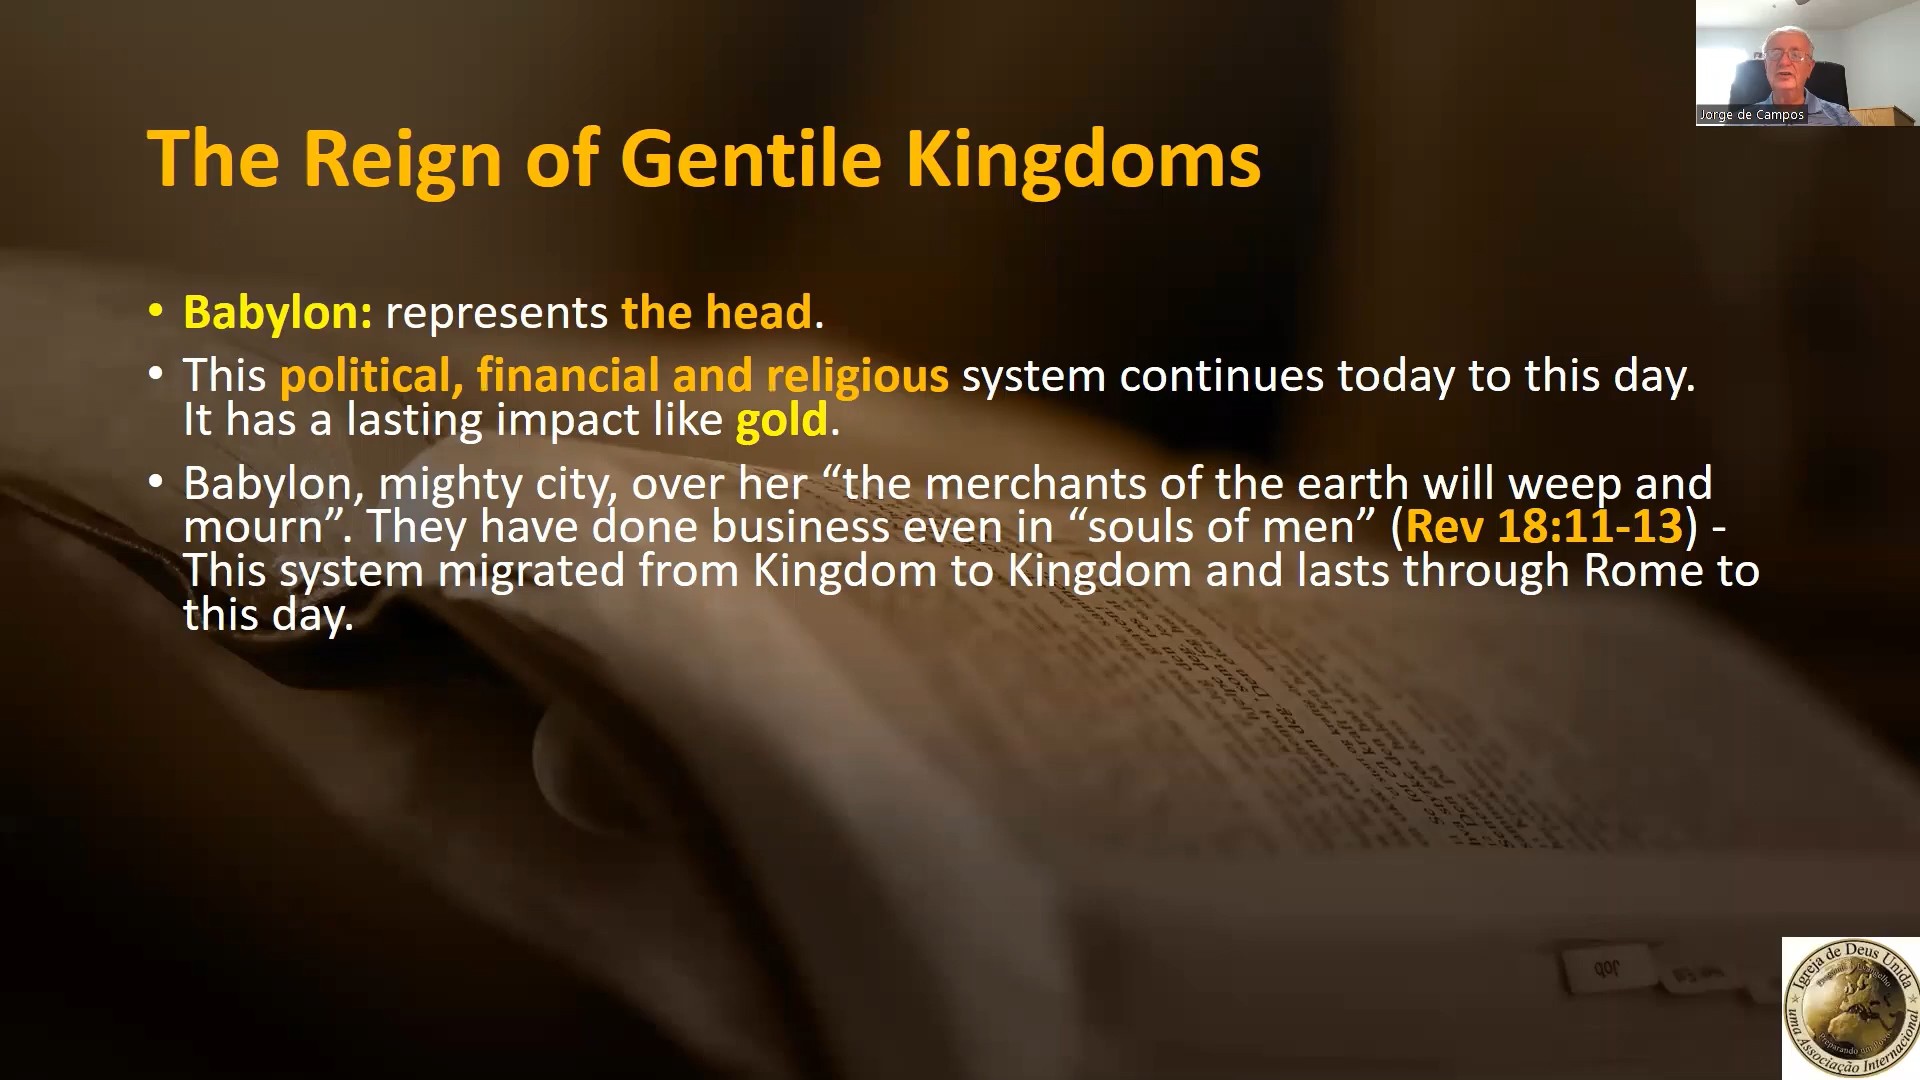 Jorge de Campos
The Reign of Gentile Kingdoms
• Babylon: represents the head.
• This political, financial and religious system continues today to this day.
It has a lasting impact like gold.
• Babylon, mighty city, over her “the merchants of the earth will weep and
mourn”. They have done business even in “souls of men” (Rev 18:11-13) -
This system migrated from Kingdom to Kingdom and lasts through Rome to
this day.
Job
Igreja de Deus Unida
uma Associação Internacional